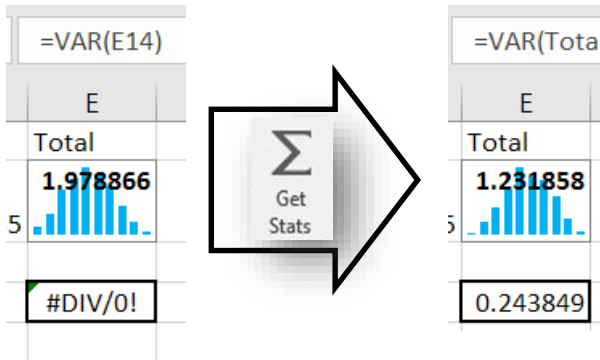 =VAR(E14)
E
Total
1.978866
5
#DIV/0!
Σ
Get
Stats
=VAR(Tota
E
Total
1.231858
5
0.243849